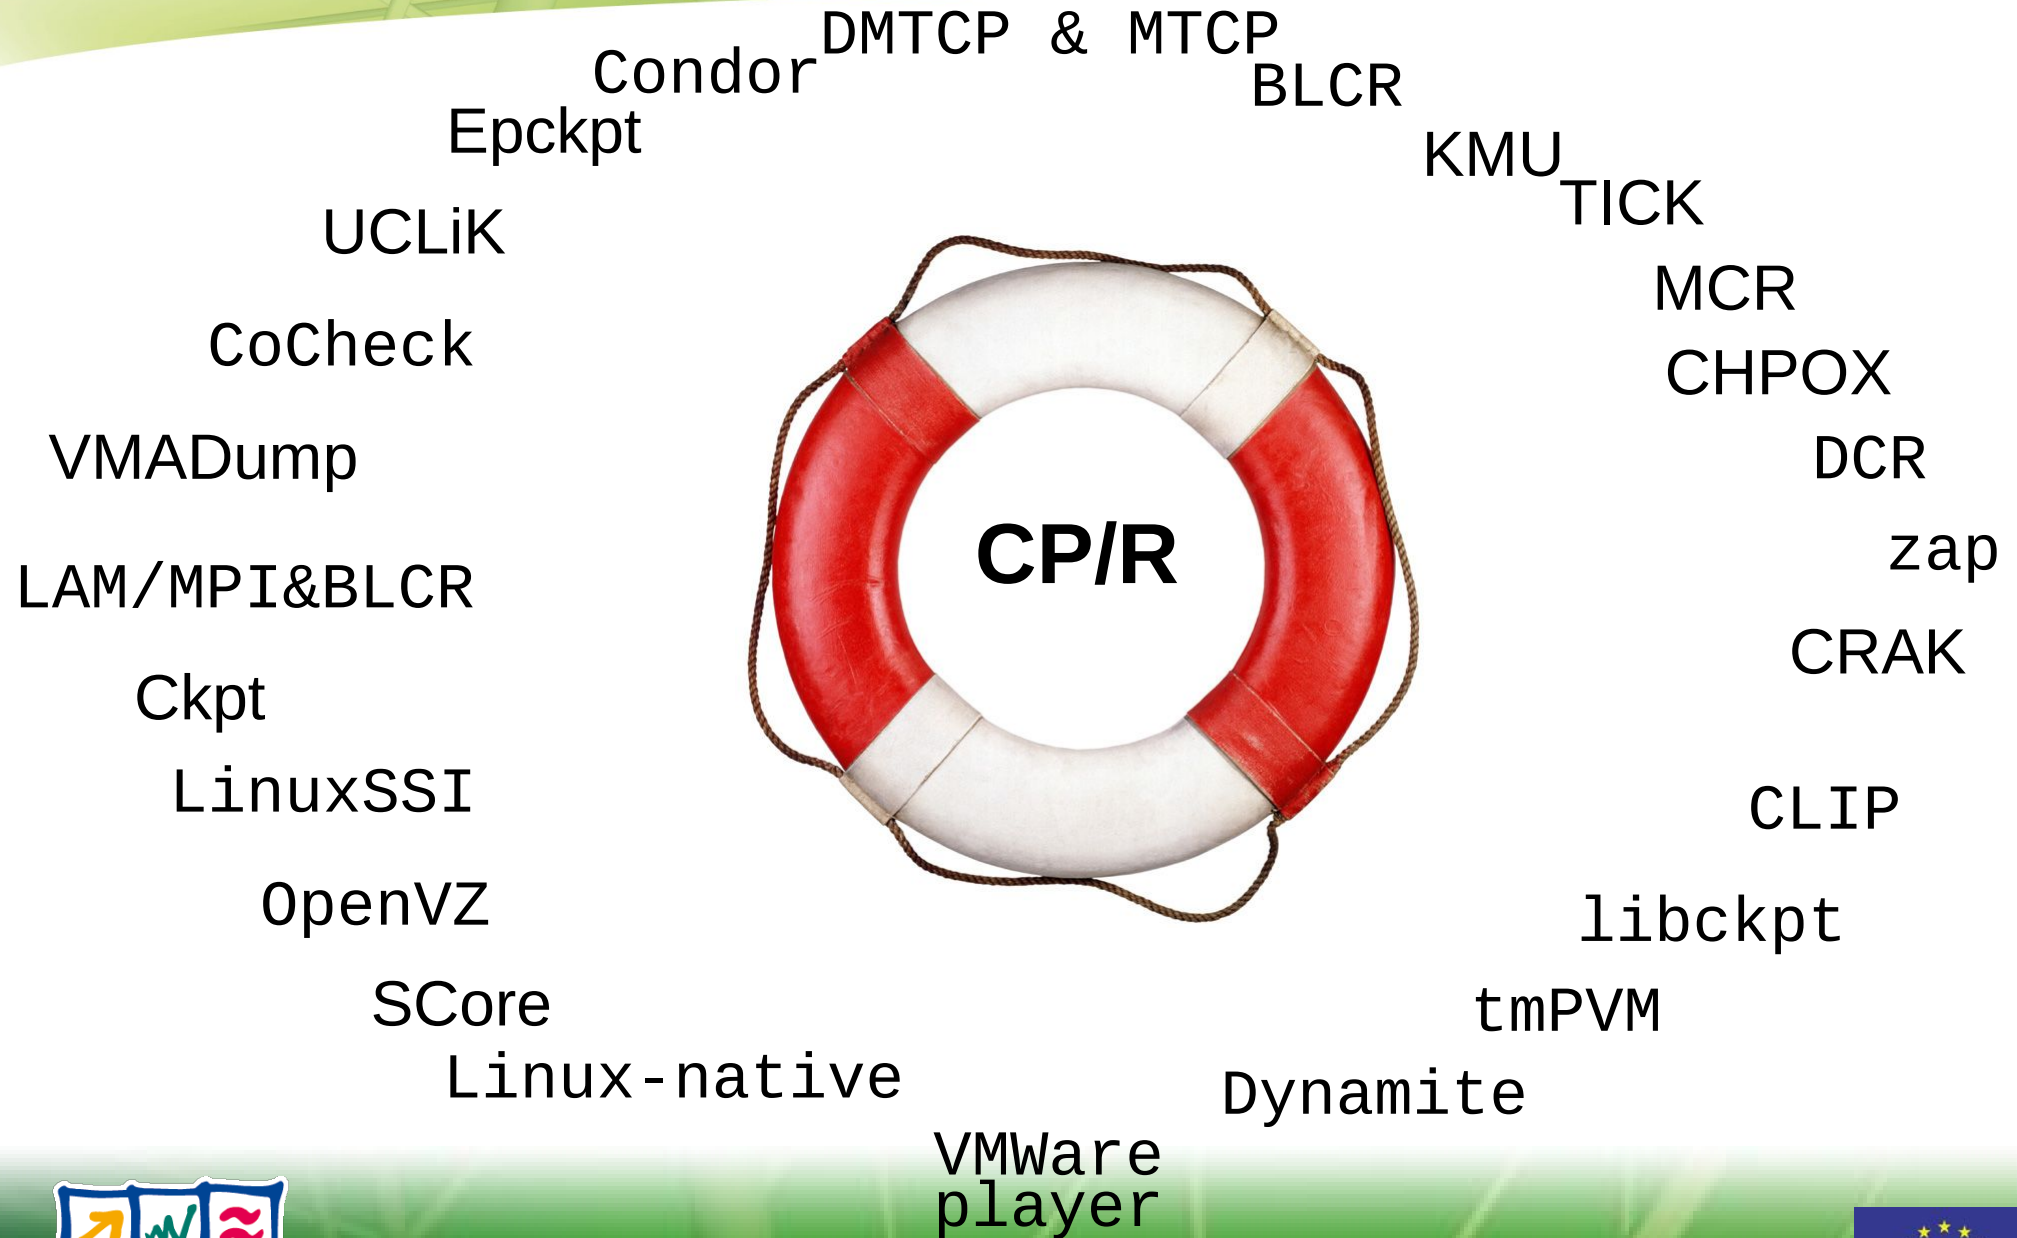 DMTCP & MTCP
Condor
BLCR
Epckpt
KMU
TICK
UCLiK
MCR
CoCheck
CHPOX
VMADump
DCR
CP/R
zap
LAM/MPI&BLCR
CRAK
Ckpt
LinuxSSI
CLIP
OpenVZ
libckpt
SCore
tmPVM
Linux-native
Dynamite
VMWare
player